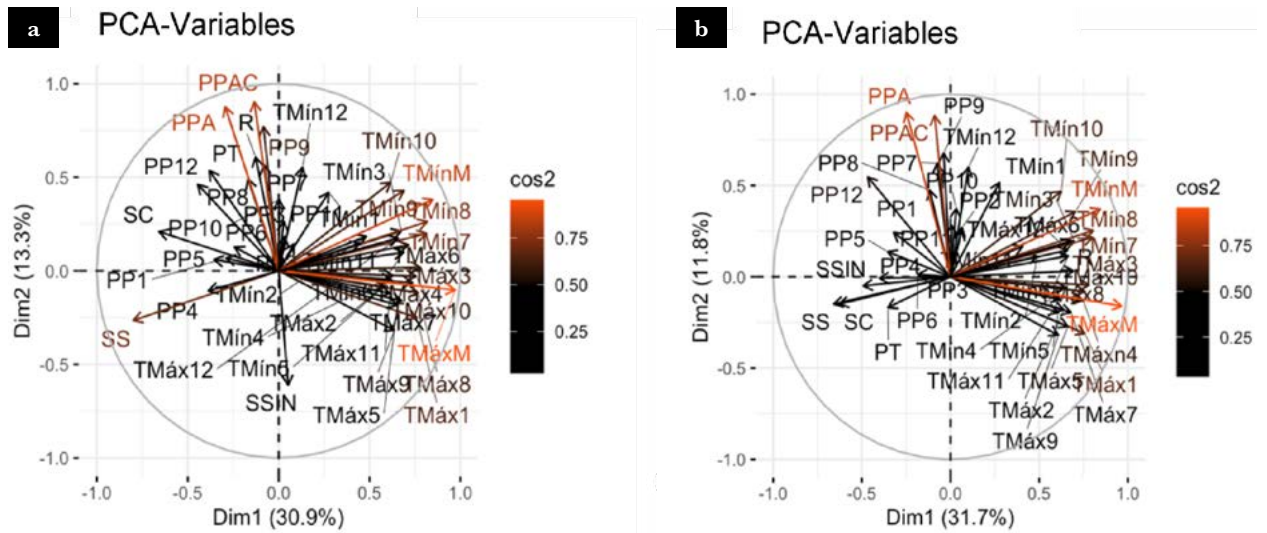 a
PCA-Variables
1.0
0.5
0.0
-0.5
-1.0
Dim2 (13.3%)
PPAC
PPA
R
TMín12
PP9
PT
PP12
TMín10
TMín3
TMínM
PP8
SC
PP10
PP6
TMín1
TMín8
TMín7
PP5
PP1
TMín2
PP4
SS
TMín4
TMáx2
TMáx7
TMáx11
TMáxM
TMáx12
TMáx9
TMáx8
SSIN
TMáx5
TMáx1
-1.0 -0.5 0.0 0.5 1.0
Dim1 (30.9%)
cos2
0.75
0.50
0.25
b
PCA-Variables
1.0
0.5
0.0
-0.5
-1.0
Dim2 (11.8%)
PPA
PP9
PPAC
TMín12
TMín10
PP8
PP7
TMín1
TMín9
PP12
TMín3
TMínM
PP1
TMín8
PP5
TMín7
SSIN
PP4
PP3
SS
SC
PP6
TMín2
TMáxM
PT
TMín4
TMín5
TMáxn4
TMáx11
TMáx5
TMáx1
TMáx2
TMáx7
TMáx9
-1.0 -0.5 0.0 0.5 1.0
Dim1 (31.7%)
cos2
0.75
0.50
0.25